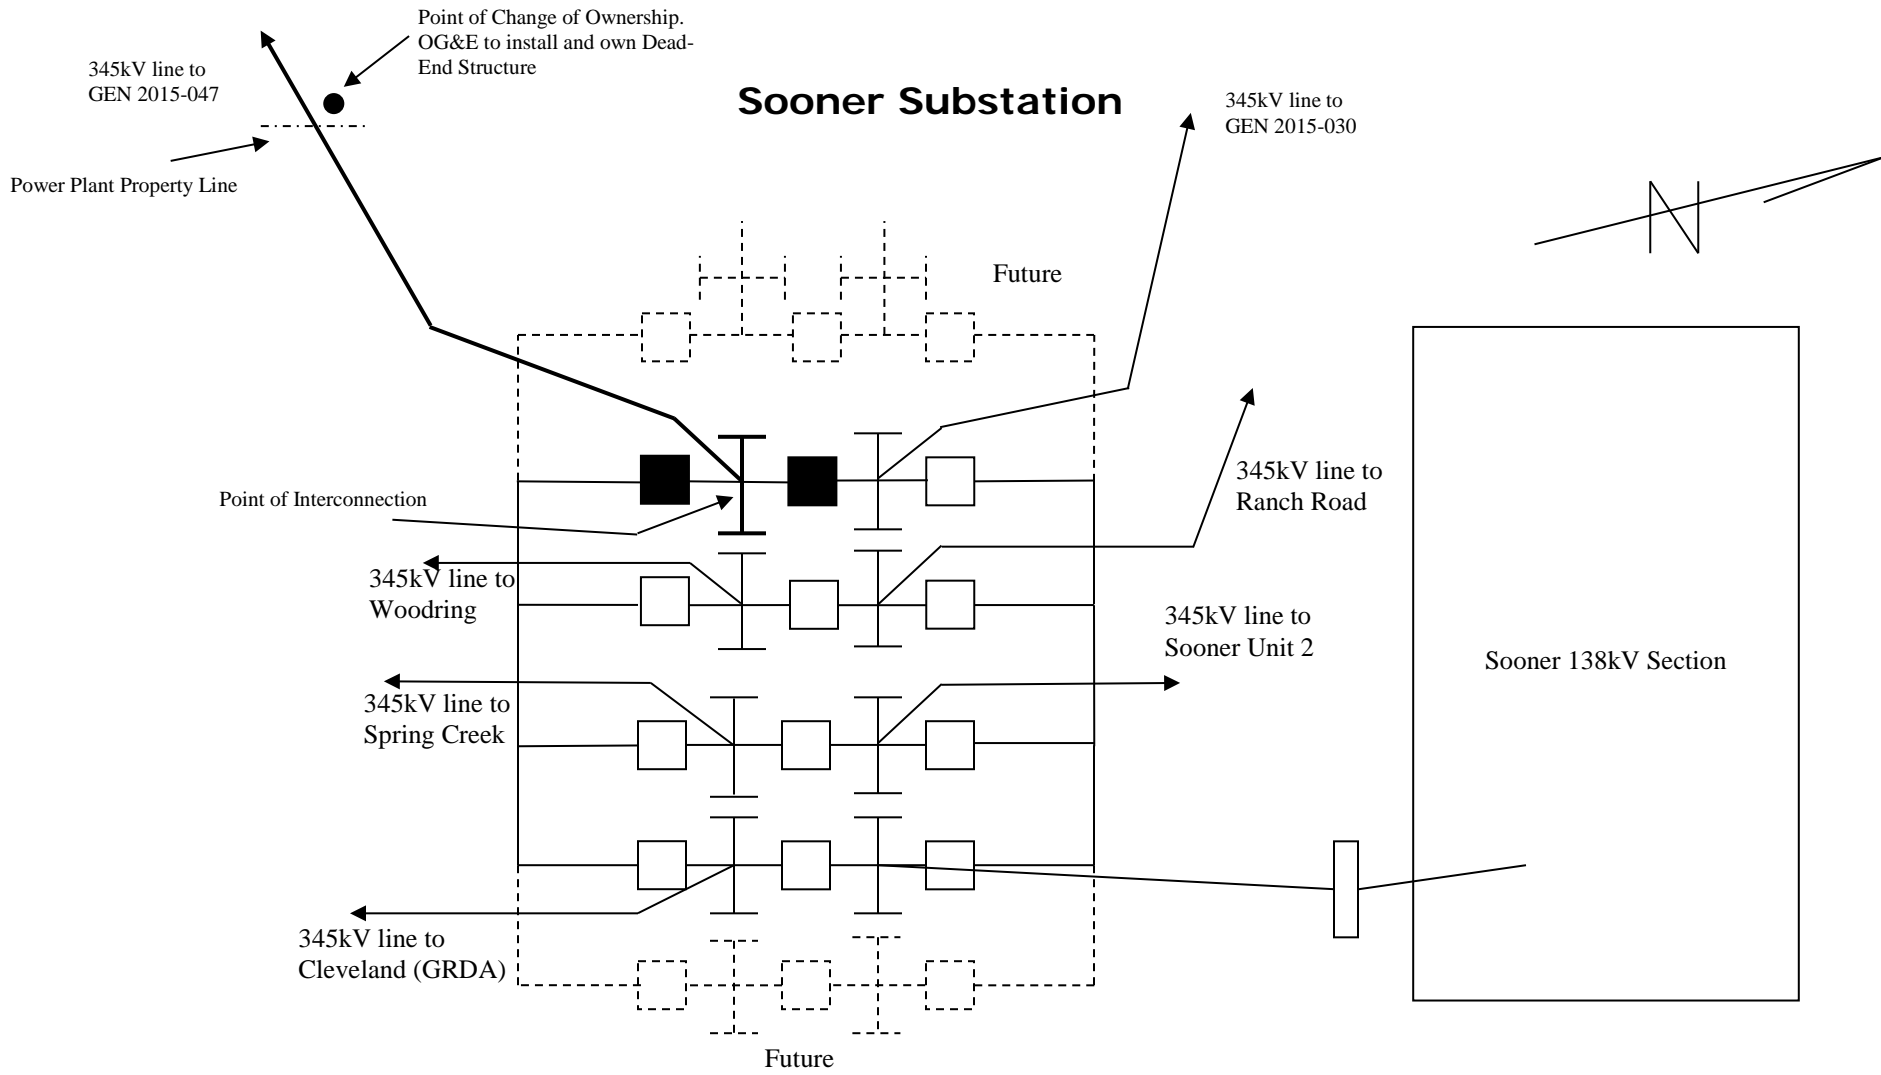 Point of Change of Ownership.
OG&E to install and own Dead-
End Structure
345kV line to
GEN 2015-047
Sooner Substation
345kV line to
GEN 2015-030
Power Plant Property Line
N
Future
345kV line to
Ranch Road
Point of Interconnection
345kV line to
Woodring
345kV line to
Sooner Unit 2
Sooner 138kV Section
345kV line to
Spring Creek
345kV line to
Cleveland (GRDA)
Future